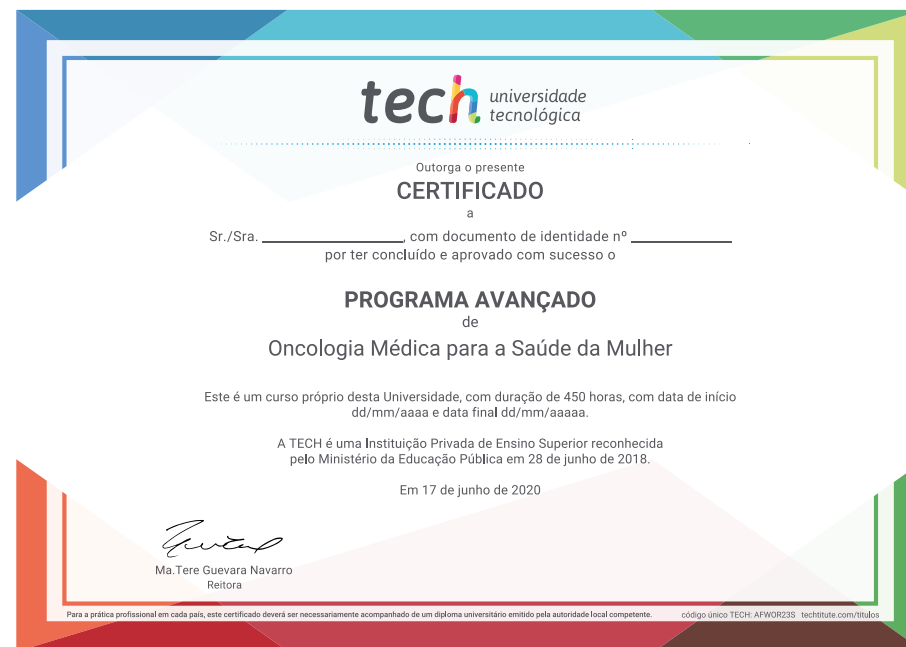 tech universidade
tecnológica
Outorga o presente
CERTIFICADO
a
Sr./Sra. ________________, com documento de identidade nº ____________
por ter concluído e aprovado com sucesso o
PROGRAMA AVANÇADO
de
Oncologia Médica para a Saúde da Mulher
Este é um curso próprio desta Universidade, com duração de 450 horas, com data de início
dd/mm/aaaa e data final dd/mm/aaaaa.
A TECH é uma Instituição Privada de Ensino Superior reconhecida
pelo Ministério da Educação Pública em 28 de junho de 2018.
Em 17 de junho de 2020
Ma.Tere Guevara Navarro
Reitora
Para a prática profissional em cada país, este certificado deverá ser necessariamente acompanhado de um diploma universitário emitido pela autoridade local competente. código único TECH: AFWOR23S techtitute.com/titulos